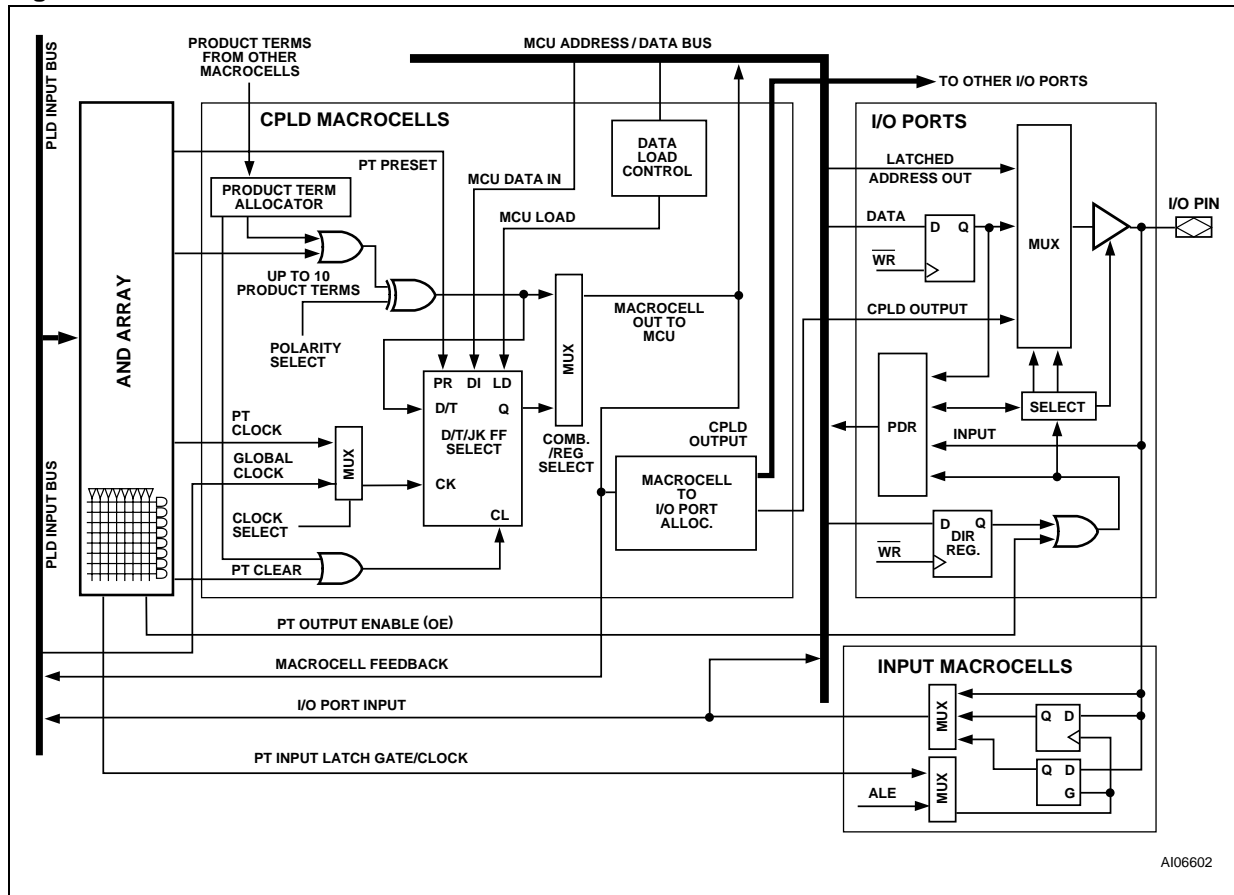 PLD INPUT BUS
PLD INPUT BUS
AND ARRAY
PRODUCT TERMS
FROM OTHER
MACROCELLS
MCU ADDRESS / DATA BUS
TO OTHER I/O PORTS
CPLD MACROCELLS
PT PRESET
PRODUCT TERM
ALLOCATOR
MCU DATA IN
MCU LOAD
DATA
LOAD
CONTROL
UP TO 10
PRODUCT TERMS
POLARITY
SELECT
PR DI LD
D/T Q
D/T/JK FF
SELECT
CK
CL
MUX
COMB.
/REG
SELECT
MACROCELL
OUT TO
MCU
PT
CLOCK
GLOBAL
CLOCK
CLOCK
SELECT
MUX
PT CLEAR
CPLD
OUTPUT
MACROCELL
TO
I/O PORT
ALLOC.
I/O PORTS
LATCHED
ADDRESS OUT
DATA
D Q
WR
MUX
I/O PIN
CPLD OUTPUT
SELECT
PDR
INPUT
D Q
DIR
REG.
WR
PT OUTPUT ENABLE (OE)
MACROCELL FEEDBACK
I/O PORT INPUT
PT INPUT LATCH GATE/CLOCK
INPUT MACROCELLS
MUX
Q D
Q D
G
ALE
MUX
AI06602